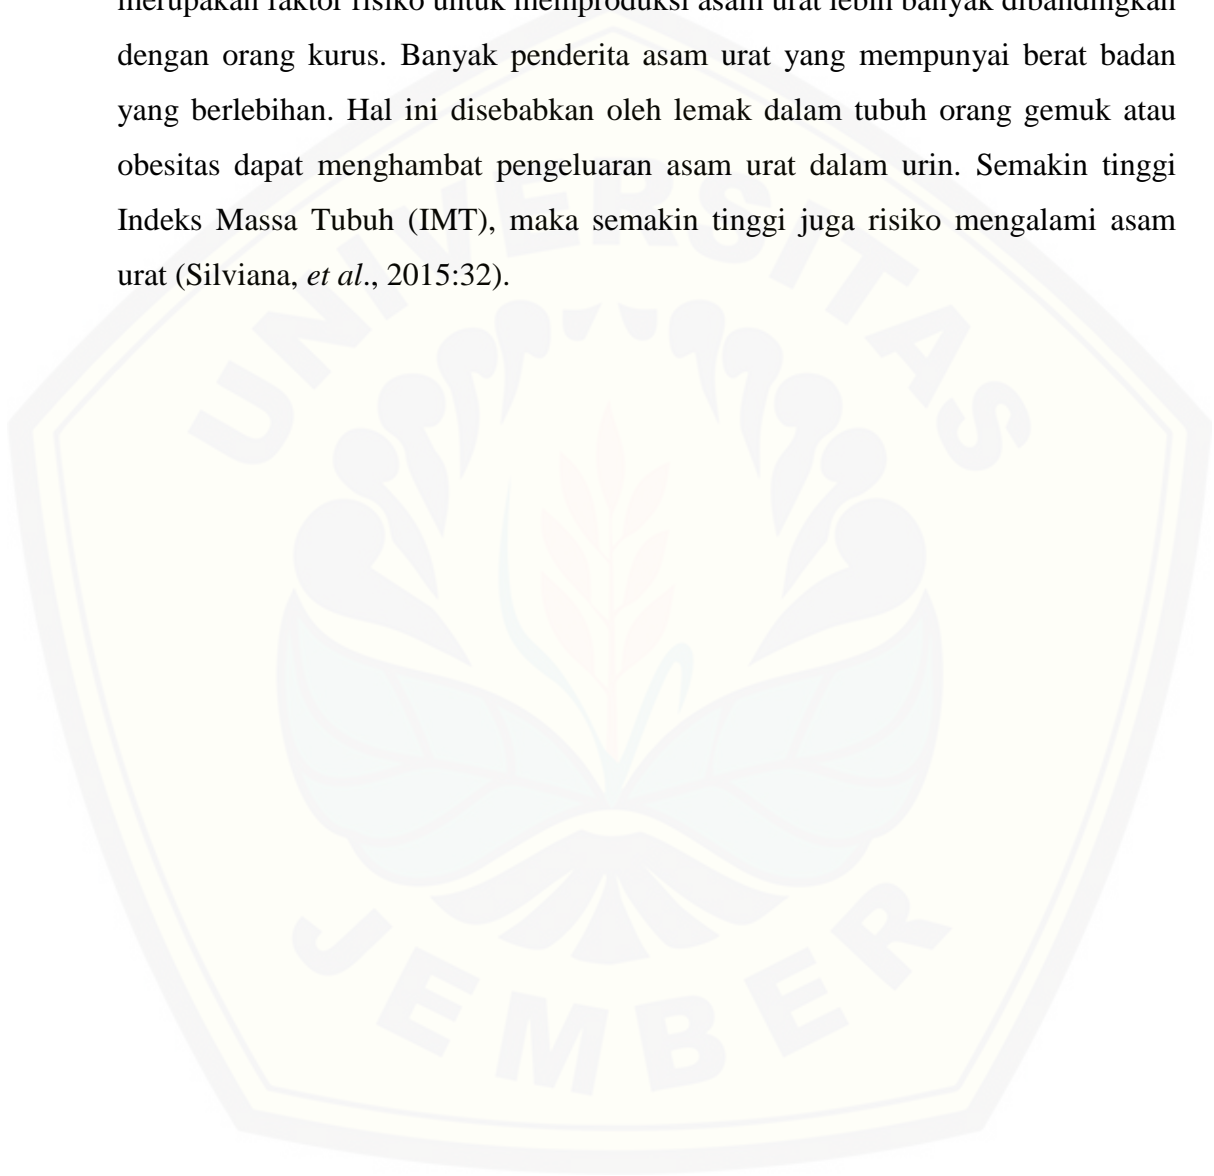 merupakan faktor risiko untuk memproduksi asam urat lebih banyak dibandingkan
dengan orang kurus. Banyak penderita asam urat yang mempunyai berat badan
yang berlebihan. Hal ini disebabkan oleh lemak dalam tubuh orang gemuk atau
obesitas dapat menghambat pengeluaran asam urat dalam urin. Semakin tinggi
Indeks Massa Tubuh (IMT), maka semakin tinggi juga risiko mengalami asam
urat (Silviana, et al., 2015:32).
UNIVERSITAS
JEMBER